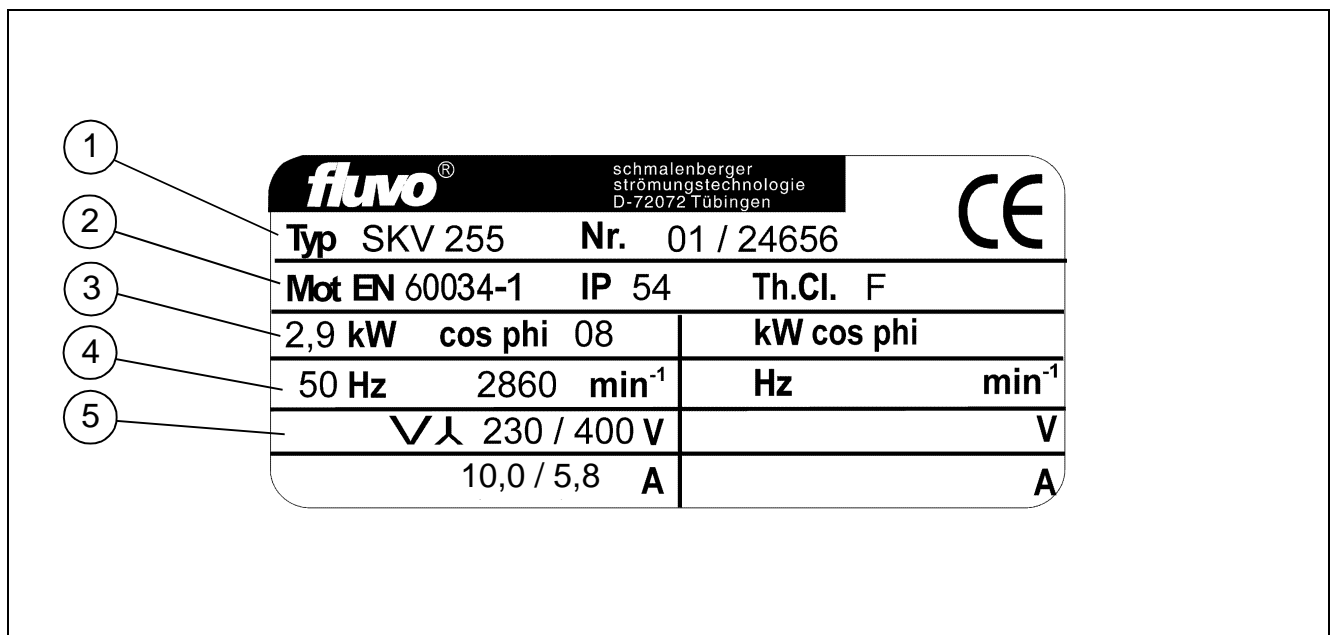 fluvo®
schmalenberger
strömungstechnologie
D-72072 Tübingen
CE
1
Typ SKV 255 Nr. 01 / 24656
2
Mot EN 60034-1 IP 54 Th.Cl. F
3
2,9 kW cos phi 08 kW cos phi
4
50 Hz 2860 min⁻¹ Hz min⁻¹
5
230 / 400 V V
10,0 / 5,8 A A